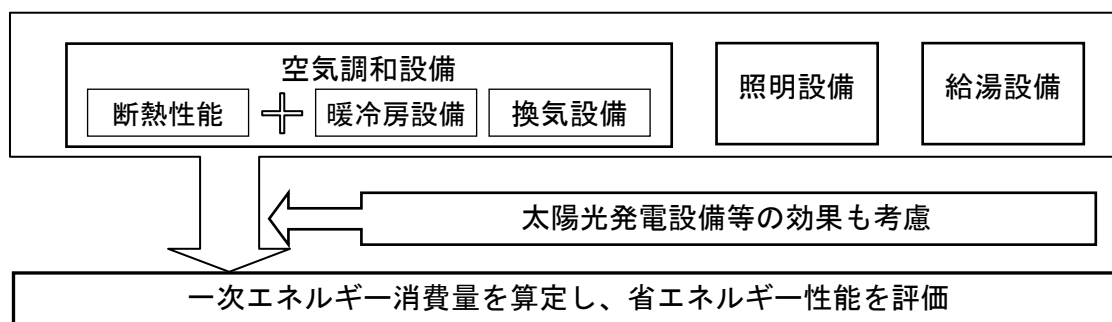 空気調和設備
断熱性能
暖冷房設備
換気設備
照明設備
給湯設備
太陽光発電設備等の効果も考慮
一次エネルギー消費量を算定し、省エネルギー性能を評価